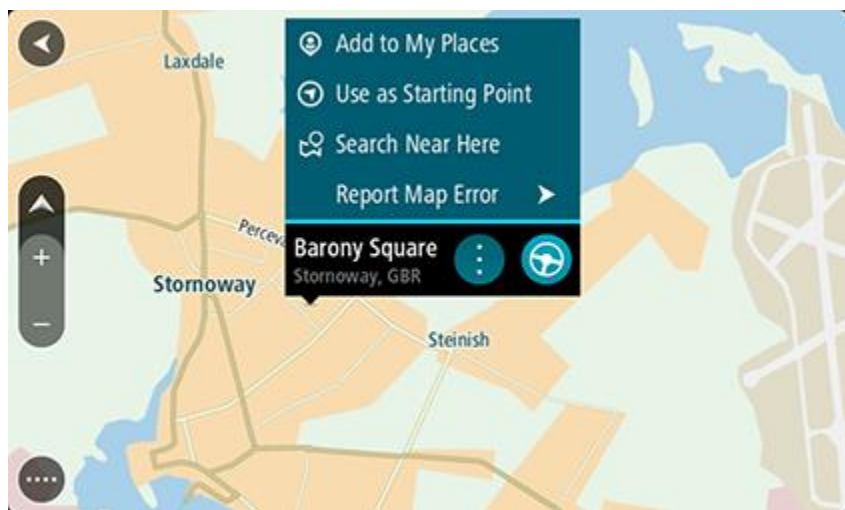 Laxdale
Add to My Places
Use as Starting Point
Search Near Here
Report Map Error
Barony Square
Stornoway, GBR
Stornoway
Steinish